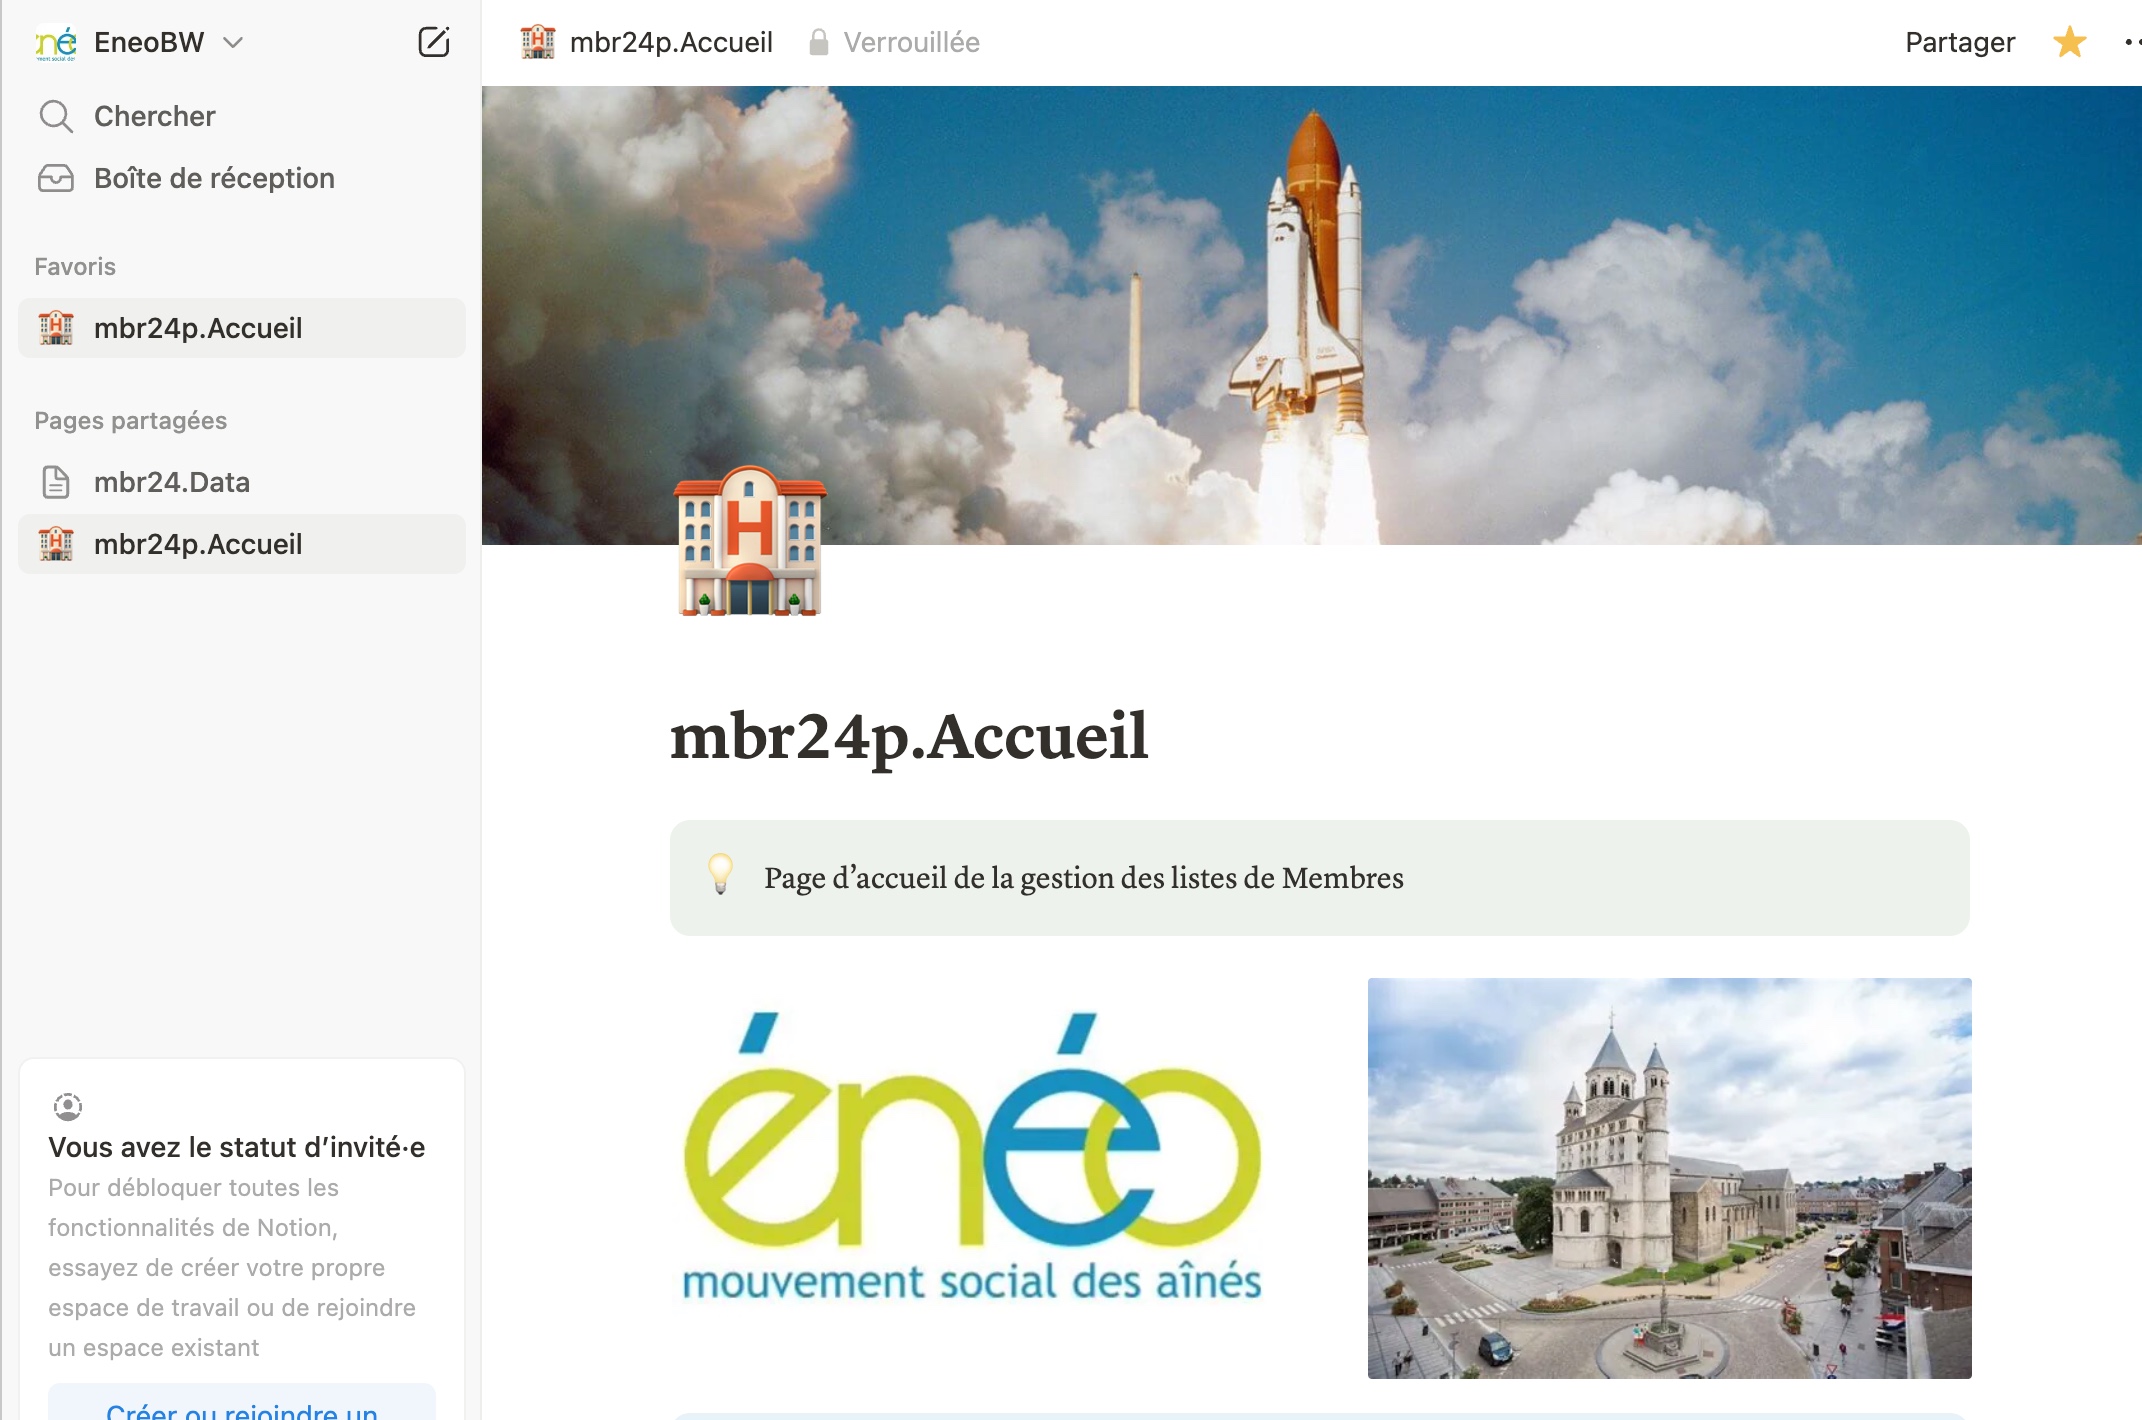 EneoBW
Chercher
Boîte de réception
Favoris
mbr24p.Accueil
Pages partagées
mbr24.Data
mbr24p.Accueil
Vous avez le statut d’invité·e
Pour débloquer toutes les
fonctionnalités de Notion,
essayez de créer votre propre
espace de travail ou de rejoindre
un espace existant
Créer ou rejoindre un
mbr24p.Accueil
Verrouillée
Partager
USA
H
mbr24p.Accueil
Page d’accueil de la gestion des listes de Membres
énéo
mouvement social des aînés